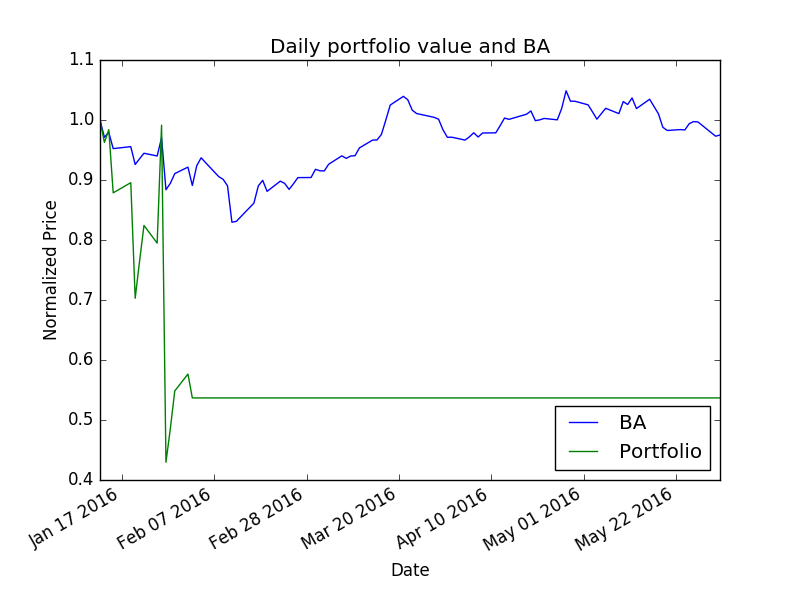 Daily portfolio value and BA
1.1
1.0
0.9
0.8
0.7
0.6
0.5
0.4
Normalized Price
BA
Portfolio
Jan 17 2016
Feb 07 2016
Feb 28 2016
Mar 20 2016
Apr 10 2016
May 01 2016
May 22 2016
Date